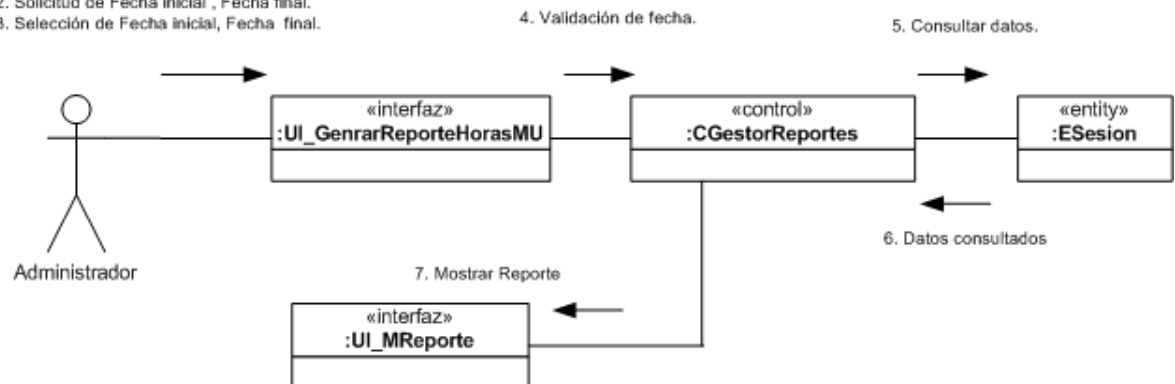 2. Solicitud de Fecha inicial , Fecha final.
3. Selección de Fecha inicial, Fecha final.
4. Validación de fecha.
5. Consultar datos.
«interfaz»
:UI_GenrarReporteHorasMU
«control»
:CGestorReportes
«entity»
:ESesion
6. Datos consultados
Administrador
7. Mostrar Reporte
«interfaz»
:UI_MReporte